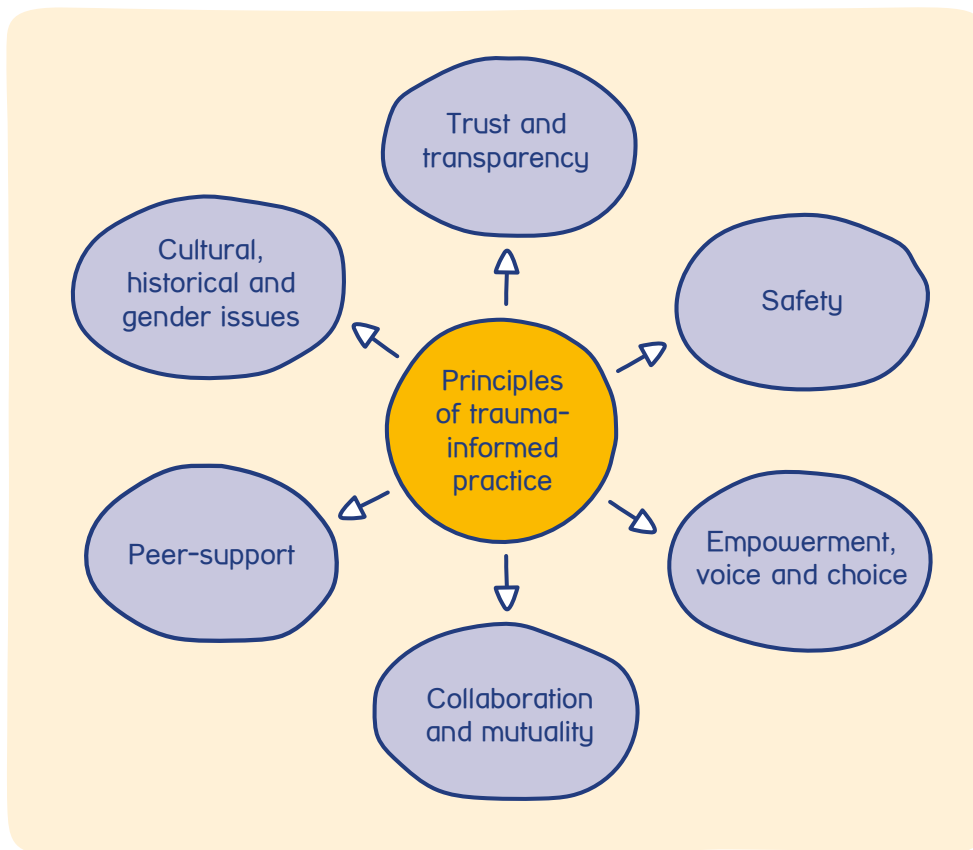 Trust and
transparency
Cultural,
historical and
gender issues
Safety
Principles
of trauma-
informed
practice
Peer-support
Empowerment,
voice and choice
Collaboration
and mutuality